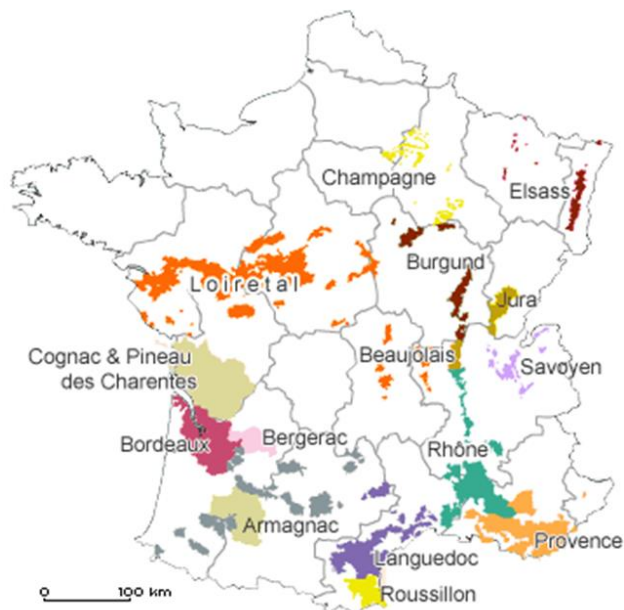 Champagne
Elsass
Burgund
Loiretal
Jura
Beaujolais
Savoyen
Cognac & Pineau
des Charentes
Bordeaux
Bergerac
Rhône
Armagnac
Provence
Languedoc
Roussillon
0 100 km